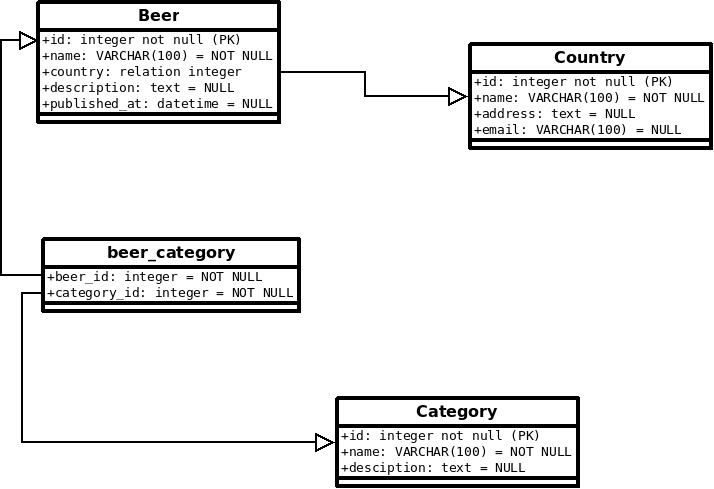 Beer
+id: integer not null (PK)
+name: VARCHAR(100) = NOT NULL
+country: relation integer
+description: text = NULL
+published_at: datetime = NULL
Country
+id: integer not null (PK)
+name: VARCHAR(100) = NOT NULL
+address: text = NULL
+email: VARCHAR(100) = NULL
beer_category
+beer_id: integer = NOT NULL
+category_id: integer = NOT NULL
Category
+id: integer not null (PK)
+name: VARCHAR(100) = NOT NULL
+desciption: text = NULL